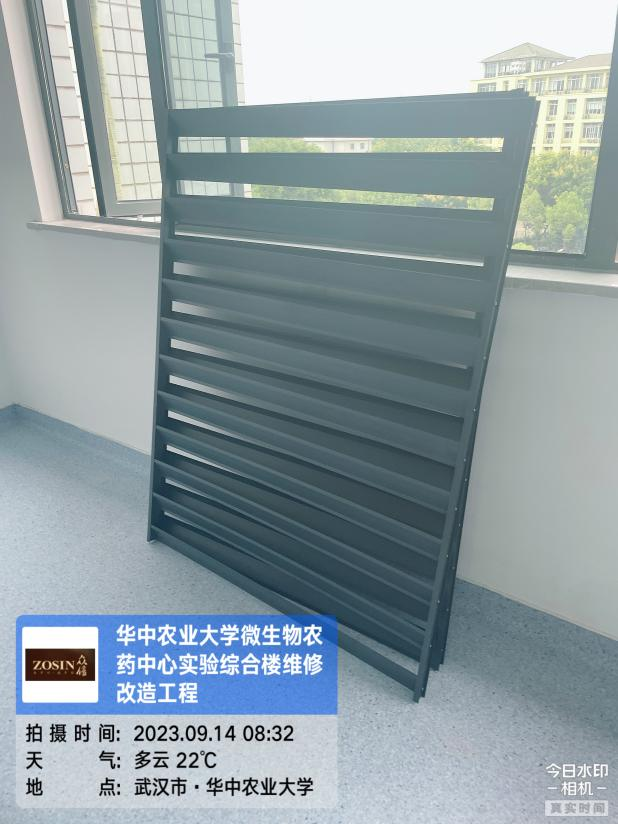 ZOSIN 众信
华中农业大学微生物农
药中心实验综合楼维修
改造工程
拍摄时间: 2023.09.14 08:32
天气: 多云 22℃
地点: 武汉市·华中农业大学
今日水印
相机
真实时间